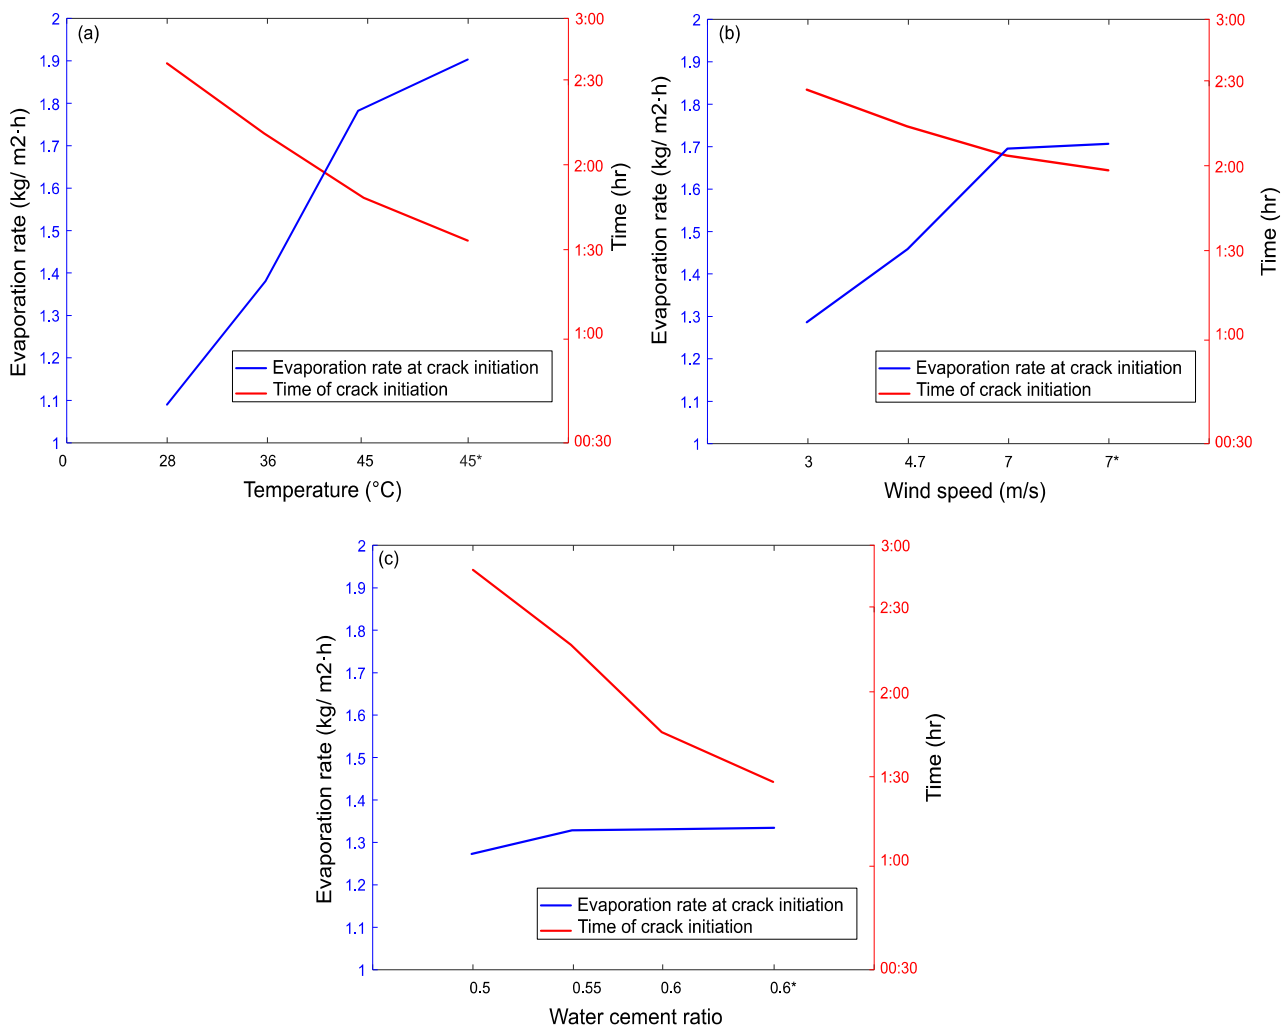 (a)
Evaporation rate (kg/ m2·h)
2
1.9
1.8
1.7
1.6
1.5
1.4
1.3
1.2
1.1
1
3:00
2:30
2:00
1:30
1:00
00:30
Time (hr)
Evaporation rate at crack initiation
Time of crack initiation
0 28 36 45 45*
Temperature (°C)
(b)
Evaporation rate (kg/ m2·h)
2
1.9
1.8
1.7
1.6
1.5
1.4
1.3
1.2
1.1
1
3:00
2:30
2:00
1:30
1:00
00:30
Time (hr)
Evaporation rate at crack initiation
Time of crack initiation
3 4.7 7 7*
Wind speed (m/s)
(c)
Evaporation rate (kg/ m2·h)
2
1.9
1.8
1.7
1.6
1.5
1.4
1.3
1.2
1.1
1
3:00
2:30
2:00
1:30
1:00
00:30
Time (hr)
Evaporation rate at crack initiation
Time of crack initiation
0.5 0.55 0.6 0.6*
Water cement ratio